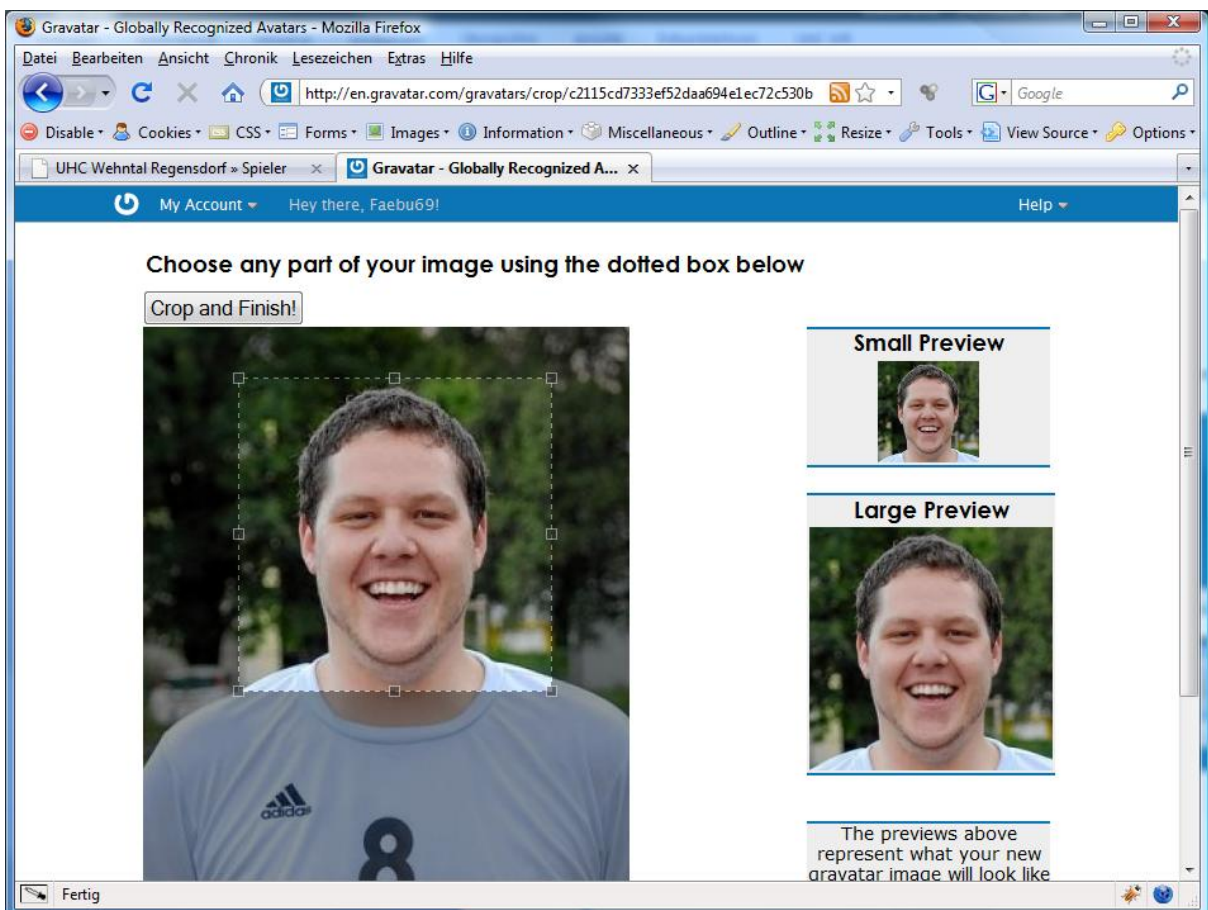 Gravatar - Globally Recognized Avatars - Mozilla Firefox
Datei Bearbeiten Ansicht Chronik Lesezeichen Extras Hilfe
http://en.gravatar.com/gravatars/crop/c2115cd7333ef52daa694e1ec72c530b G Google
Disable Cookies CSS Forms Images Information Miscellaneous Outline Resize Tools View Source Options
UHC Wehntal Regensdorf » Spieler Gravatar - Globally Recognized A...
My Account Hey there, Faebu69! Help
Choose any part of your image using the dotted box below
Crop and Finish!
Small Preview
Large Preview
adidas
8
The previews above
represent what your new
gravatar image will look like
Fertig